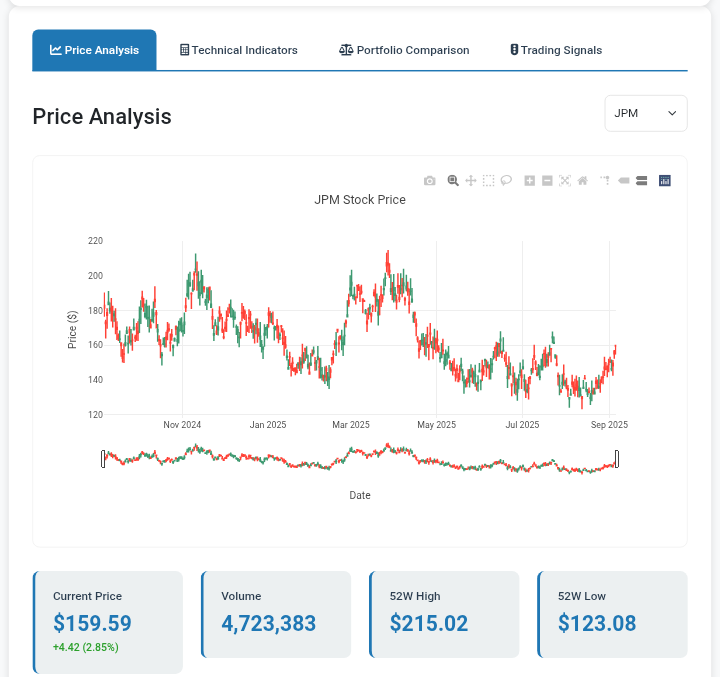 Price Analysis
Technical Indicators
Portfolio Comparison
Trading Signals
Price Analysis
JPM
JPM Stock Price
220
200
180
160
140
120
Price ($)
Nov 2024
Jan 2025
Mar 2025
May 2025
Jul 2025
Sep 2025
Date
Current Price
$159.59
+4.42 (2.85%)
Volume
4,723,383
52W High
$215.02
52W Low
$123.08